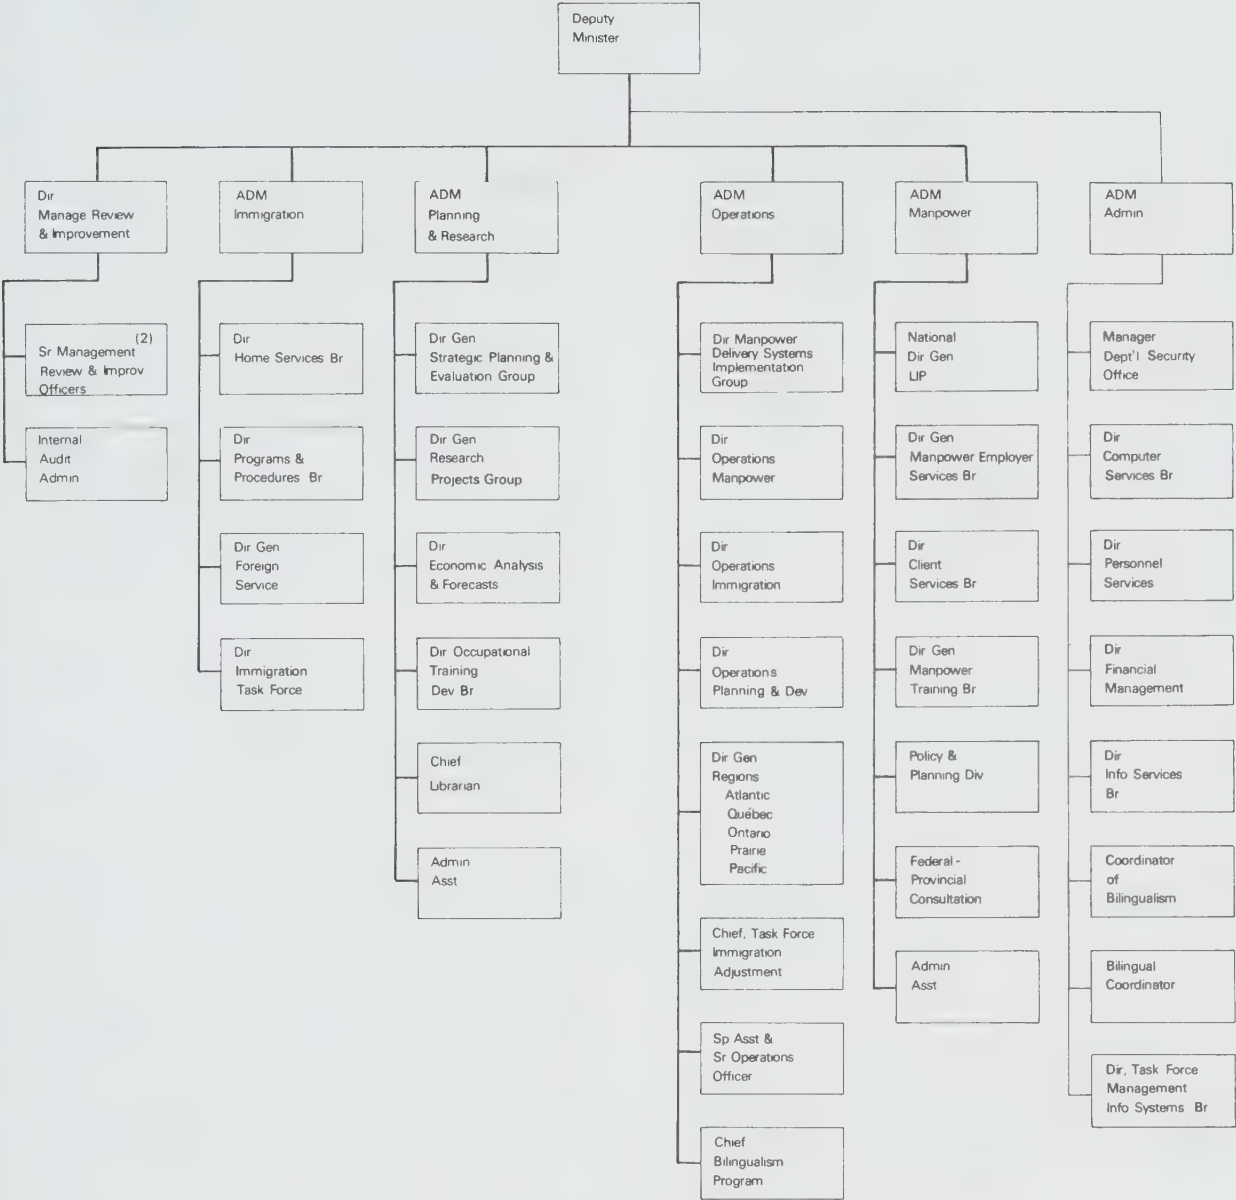 Deputy
Minister
Dir
Manage Review
& Improvement
ADM
Immigration
ADM
Planning
& Research
ADM
Operations
ADM
Manpower
ADM
Admin
(2)
Sr Management
Review & Improv
Officers
Internal
Audit
Admin
Dir
Home Services Br
Dir
Programs &
Procedures Br
Dir Gen
Foreign
Service
Dir
Immigration
Task Force
Dir Gen
Strategic Planning &
Evaluation Group
Dir Gen
Research
Projects Group
Dir
Economic Analysis
& Forecasts
Dir Occupational
Training
Dev Br
Chief
Librarian
Admin
Asst
Dir Manpower
Delivery Systems
Implementation
Group
Dir
Operations
Manpower
Dir
Operations
Immigration
Dir
Operations
Planning & Dev
Dir Gen
Regions
Atlantic
Québec
Ontario
Prairie
Pacific
Chief, Task Force
Immigration
Adjustment
Sp Asst &
Sr Operations
Officer
Chief
Bilingualism
Program
National
Dir Gen
LIP
Dir Gen
Manpower Employer
Services Br
Dir
Client
Services Br
Dir Gen
Manpower
Training Br
Policy &
Planning Div
Federal -
Provincial
Consultation
Admin
Asst
Manager
Dept'l Security
Office
Dir
Computer
Services Br
Dir
Personnel
Services
Dir
Financial
Management
Dir
Info Services
Br
Coordinator
of
Bilingualism
Bilingual
Coordinator
Dir, Task Force
Management
Info Systems Br